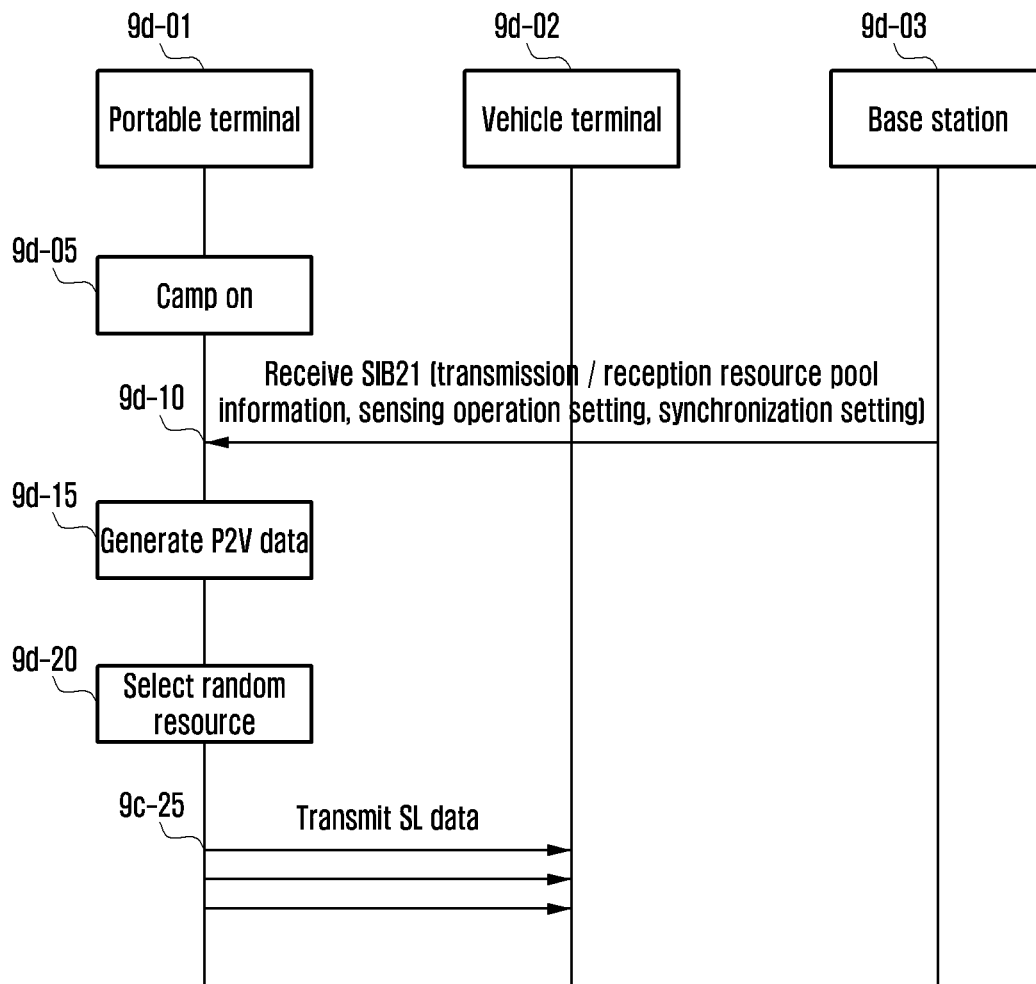 9d-01
9d-02
9d-03
Portable terminal
Vehicle terminal
Base station
9d-05
Camp on
Receive SIB21 (transmission / reception resource pool
information, sensing operation setting, synchronization setting)
9d-10
9d-15
Generate P2V data
9d-20
Select random
resource
9c-25
Transmit SL data